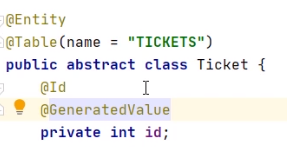 @Entity
@Table(name = "TICKETS")
public abstract class Ticket {
@Id
@GeneratedValue
private int id;